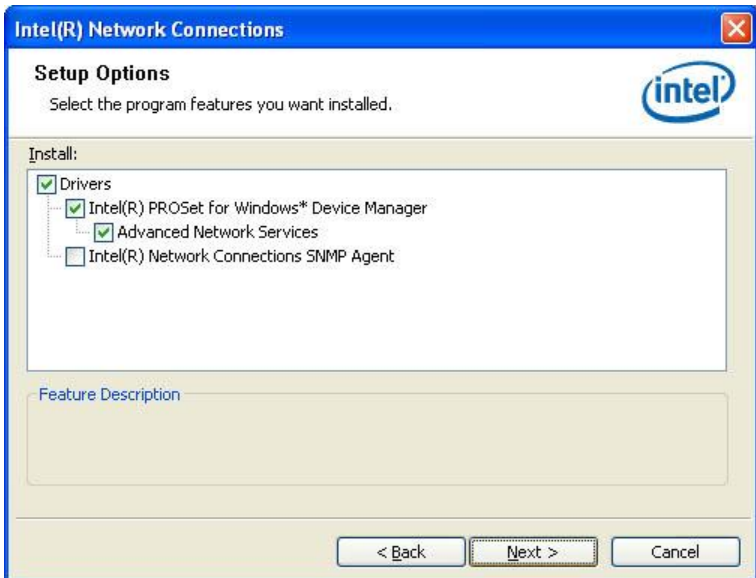 Intel(R) Network Connections
Setup Options
Select the program features you want installed.
intel
Install:
Drivers
Intel(R) PROSet for Windows* Device Manager
Advanced Network Services
Intel(R) Network Connections SNMP Agent
Feature Description
< Back
Next >
Cancel